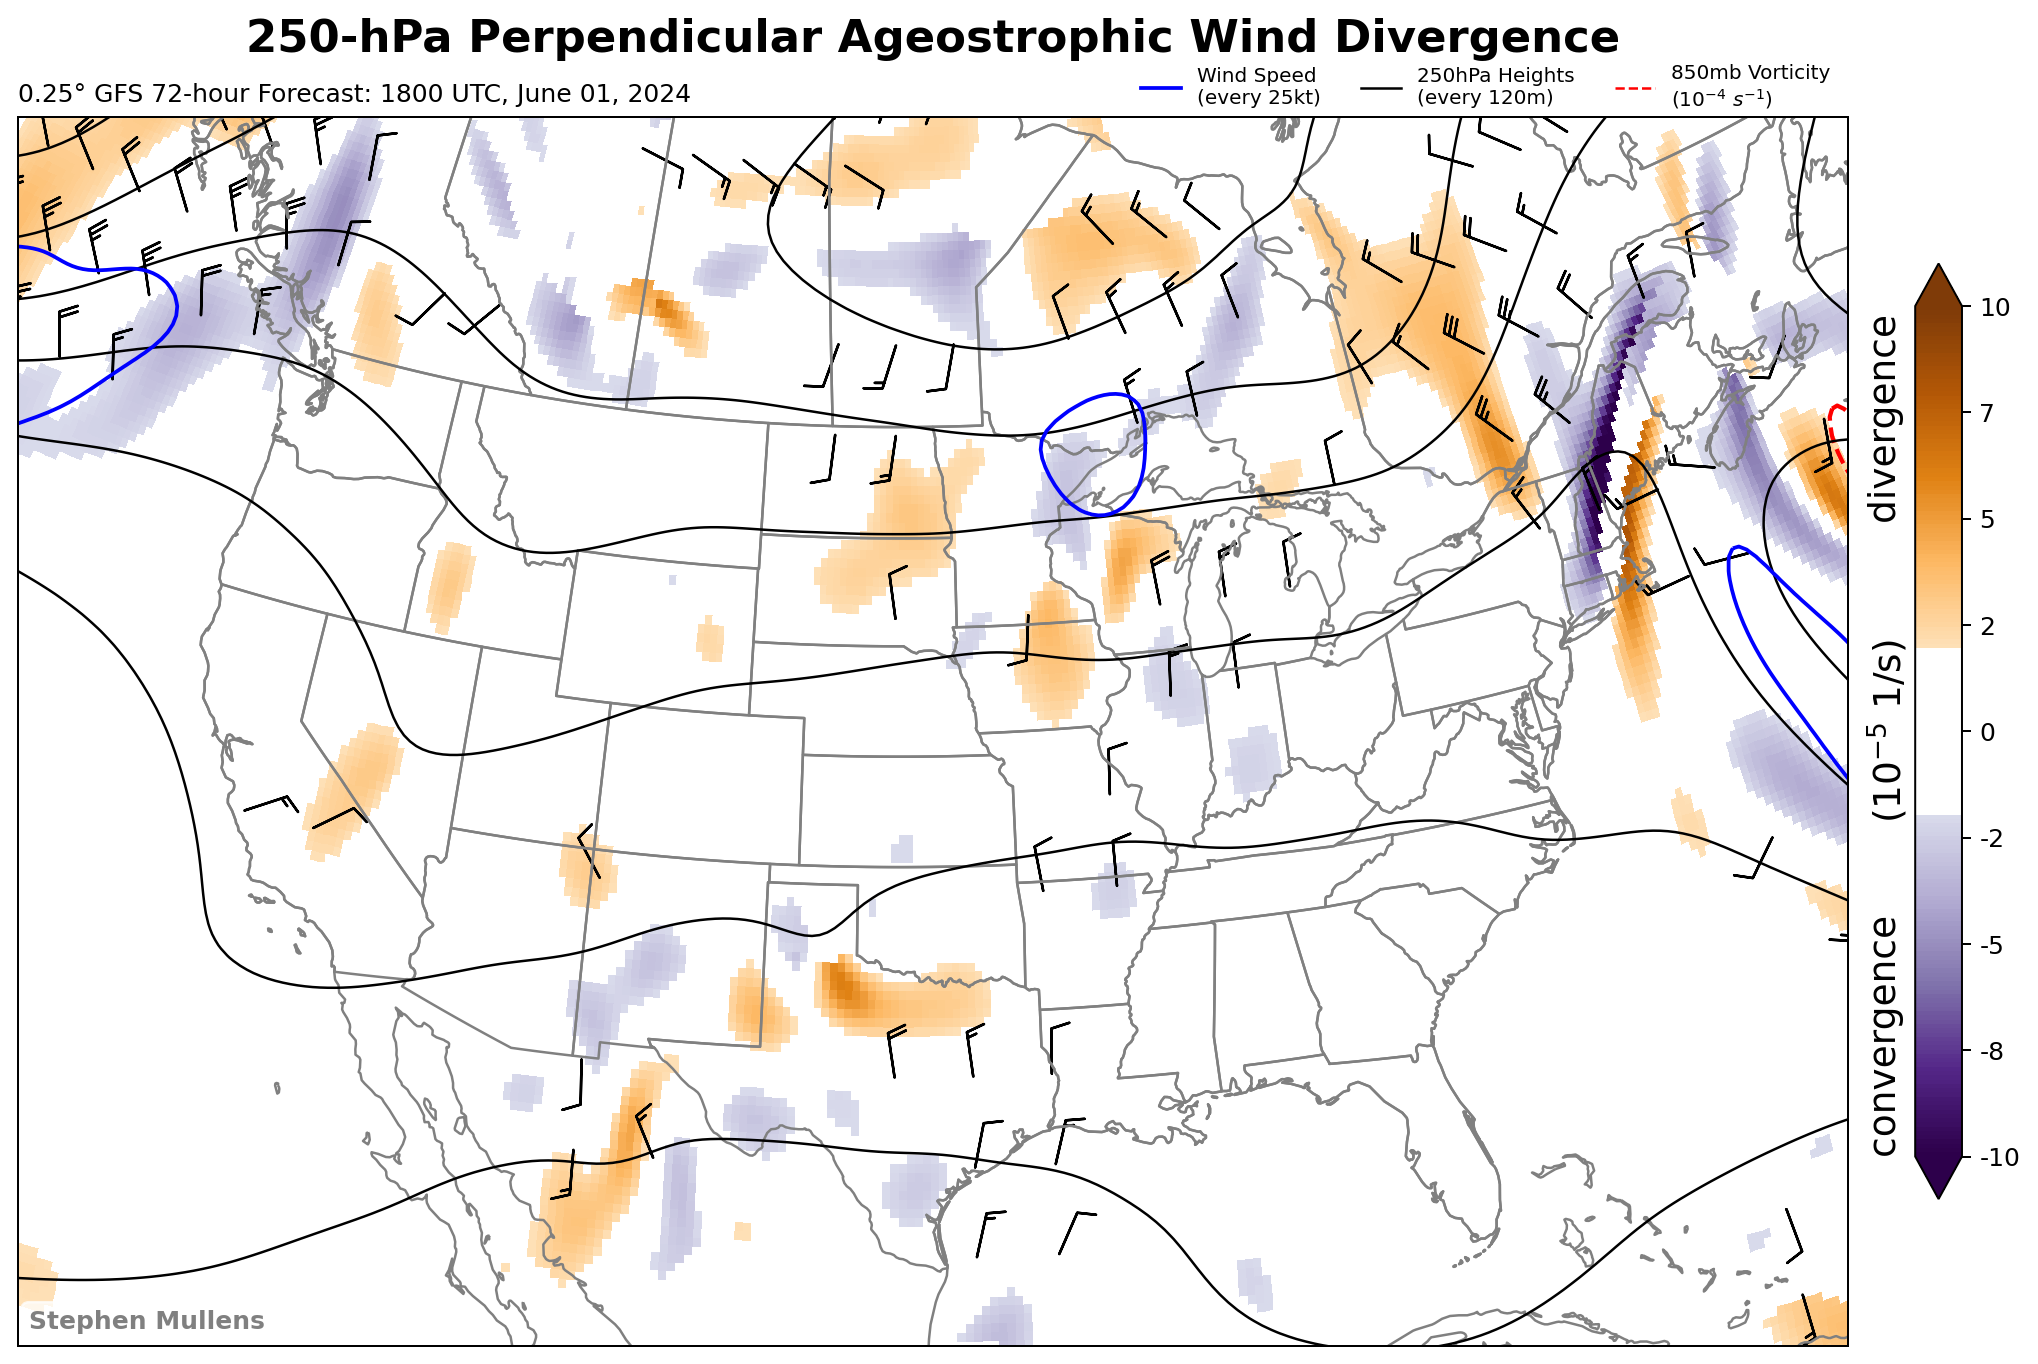 250-hPa Perpendicular Ageostrophic Wind Divergence
0.25° GFS 72-hour Forecast: 1800 UTC, June 01, 2024
Wind Speed
(every 25kt)
250hPa Heights
(every 120m)
850mb Vorticity
(10⁻⁴ s⁻¹)
10
7
5
2
0
-2
-5
-8
-10
convergence (10⁻⁵ 1/s) divergence
Stephen Mullens